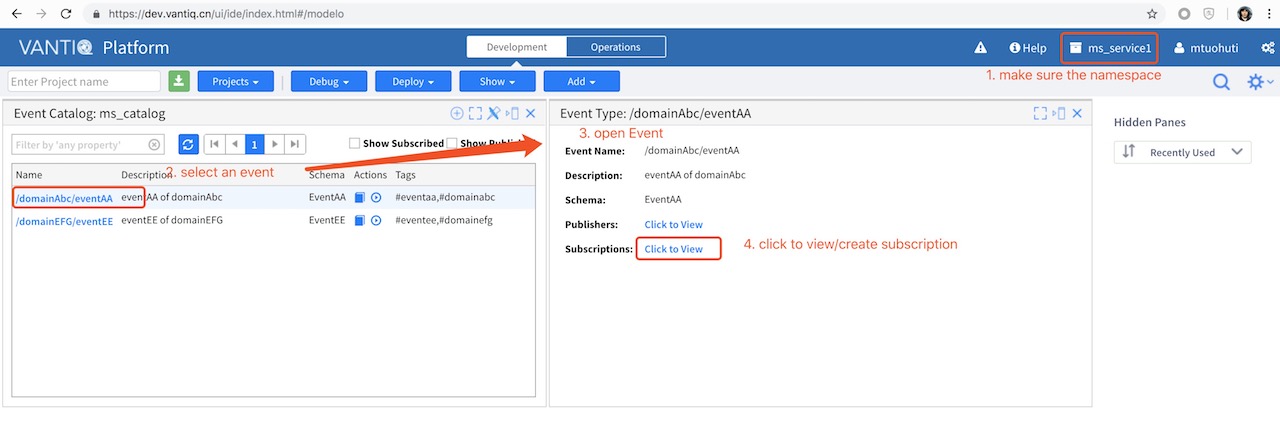 https://dev.vantiq.cn/ui/ide/index.html#/modelo
VANTIQ Platform
Development
Operations
Help
ms_service1
mtuohuti
1. make sure the namespace
Enter Project name
Projects
Debug
Deploy
Show
Add
Event Catalog: ms_catalog
Filter by 'any property'
1
Show Subscribed
Show
2. select an event
Name
Description
Schema
Actions
Tags
/domainAbc/eventAA
eventAA of domainAbc
EventAA
#eventaa,#domainabc
/domainEFG/eventEE
eventEE of domainEFG
EventEE
#eventee,#domainefg
Event Type: /domainAbc/eventAA
3. open Event
Event Name: /domainAbc/eventAA
Description: eventAA of domainAbc
Schema: EventAA
Publishers: Click to View
Subscriptions: Click to View
4. click to view/create subscription
Hidden Panes
Recently Used